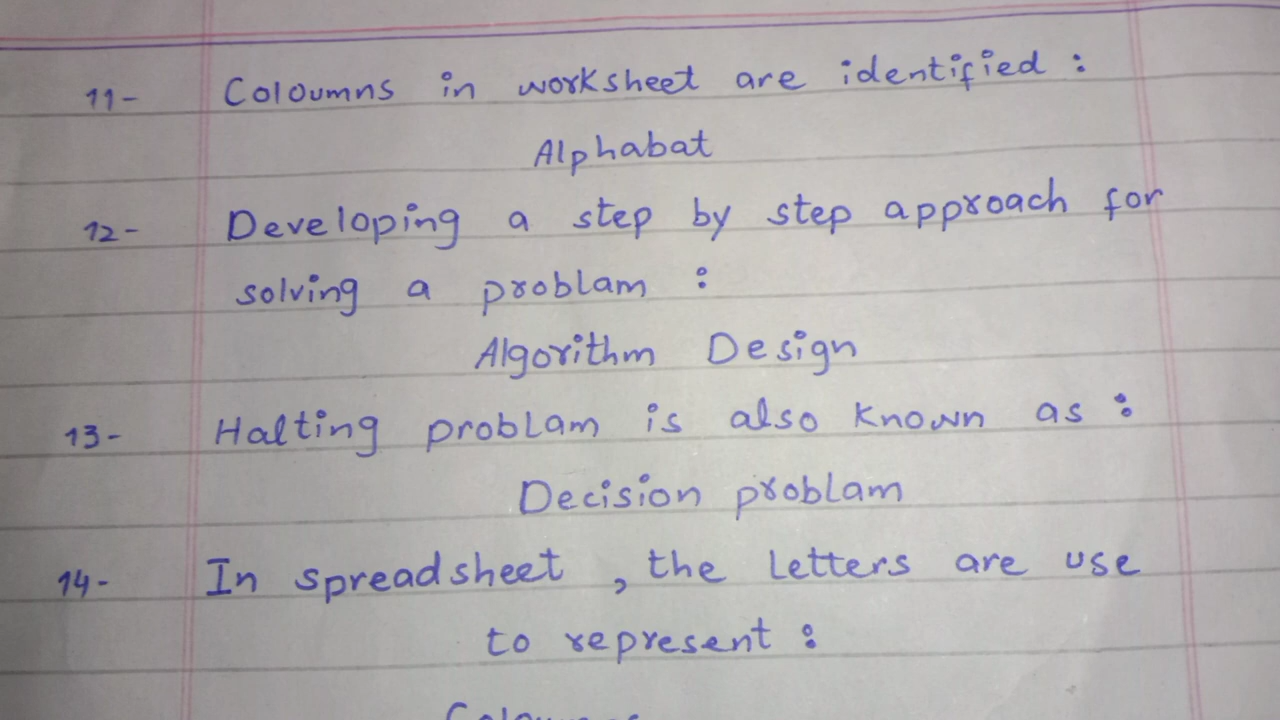 11- Coloumns in worksheet are identified :
Alphabat
12- Developing a step by step approach for
solving a problam :
Algorithm Design
13- Halting problam is also known as :
Decision problam
14- In spreadsheet , the letters are use
to represent :